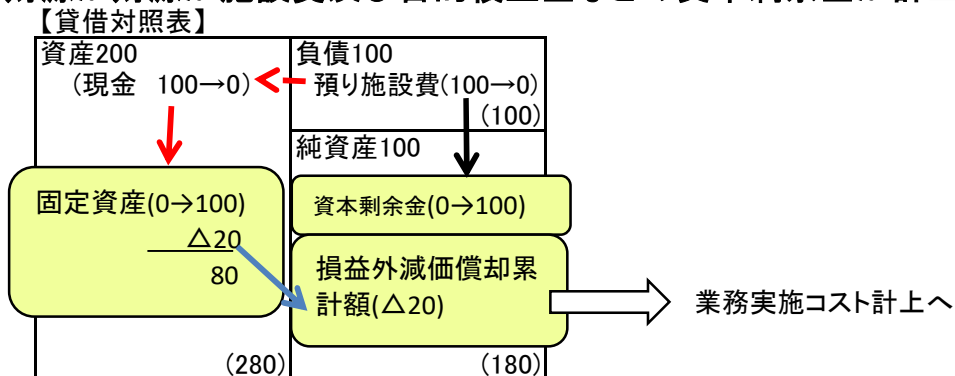 【貸借対照表】
資産200
(現金 100→0)
負債100
預り施設費(100→0)
(100)
純資産100
固定資産(0→100)
△20
80
資本剰余金(0→100)
損益外減価償却累
計額(△20)
業務実施コスト計上へ
(280)
(180)